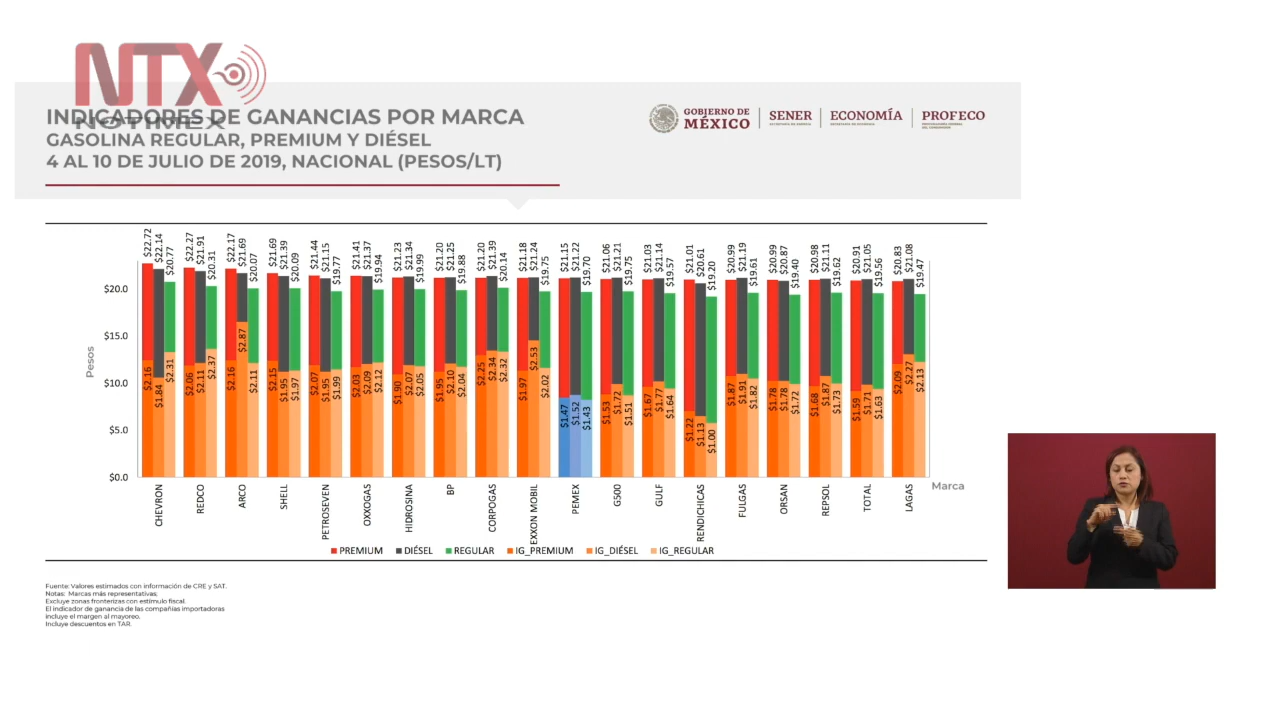 NTX
NOTIMEX
INDICADORES DE GANANCIAS POR MARCA
GASOLINA REGULAR, PREMIUM Y DIÉSEL
4 AL 10 DE JULIO DE 2019, NACIONAL (PESOS/LT)
GOBIERNO DE MÉXICO
SENER
ECONOMÍA
PROFECO
$22.72 $22.14 $20.77
$22.27 $21.91 $20.31
$22.17 $21.69 $20.07
$21.69 $21.39 $20.09
$21.44 $21.15 $19.77
$21.41 $21.37 $19.94
$21.23 $21.34 $19.99
$21.20 $21.25 $19.88
$21.20 $21.39 $20.14
$21.18 $21.24 $19.75
$21.15 $21.22 $19.70
$21.06 $21.21 $19.75
$21.03 $21.14 $19.57
$21.01 $20.61 $19.20
$20.99 $21.19 $19.61
$20.99 $20.87 $19.40
$20.98 $21.11 $19.62
$20.91 $21.05 $19.56
$20.83 $21.08 $19.47
Pesos
$20.0
$15.0
$10.0
$5.0
$0.0
$2.16 $1.84 $2.31
$2.06 $2.11 $2.37
$2.16 $2.87 $2.11
$2.15 $1.95 $1.97
$2.07 $1.95 $1.99
$2.03 $2.09 $2.12
$1.90 $2.07 $2.05
$1.95 $2.10 $2.04
$2.25 $2.34 $2.32
$1.97 $2.53 $2.02
$1.47 $1.52 $1.43
$1.53 $1.72 $1.51
$1.67 $1.77 $1.64
$1.22 $1.13 $1.00
$1.87 $1.91 $1.82
$1.78 $1.78 $1.72
$1.68 $1.87 $1.73
$1.59 $1.71 $1.63
$2.09 $2.27 $2.13
CHEVRON
REDCO
ARCO
SHELL
PETROSEVEN
OXXOGAS
HIDROSINA
BP
CORPOGAS
EXXON MOBIL
PEMEX
G500
GULF
RENDICHICAS
FULGAS
ORSAN
REPSOL
TOTAL
LAGAS
Marca
PREMIUM DIÉSEL REGULAR IG_PREMIUM IG_DIÉSEL IG_REGULAR
Fuente: Valores estimados con información de CRE y SAT.
Notas: Marcas más representativas;
Excluye zonas fronterizas con estímulo fiscal.
El indicador de ganancia de las compañías importadoras
incluye el margen al mayoreo.
Incluye descuentos en TAR.